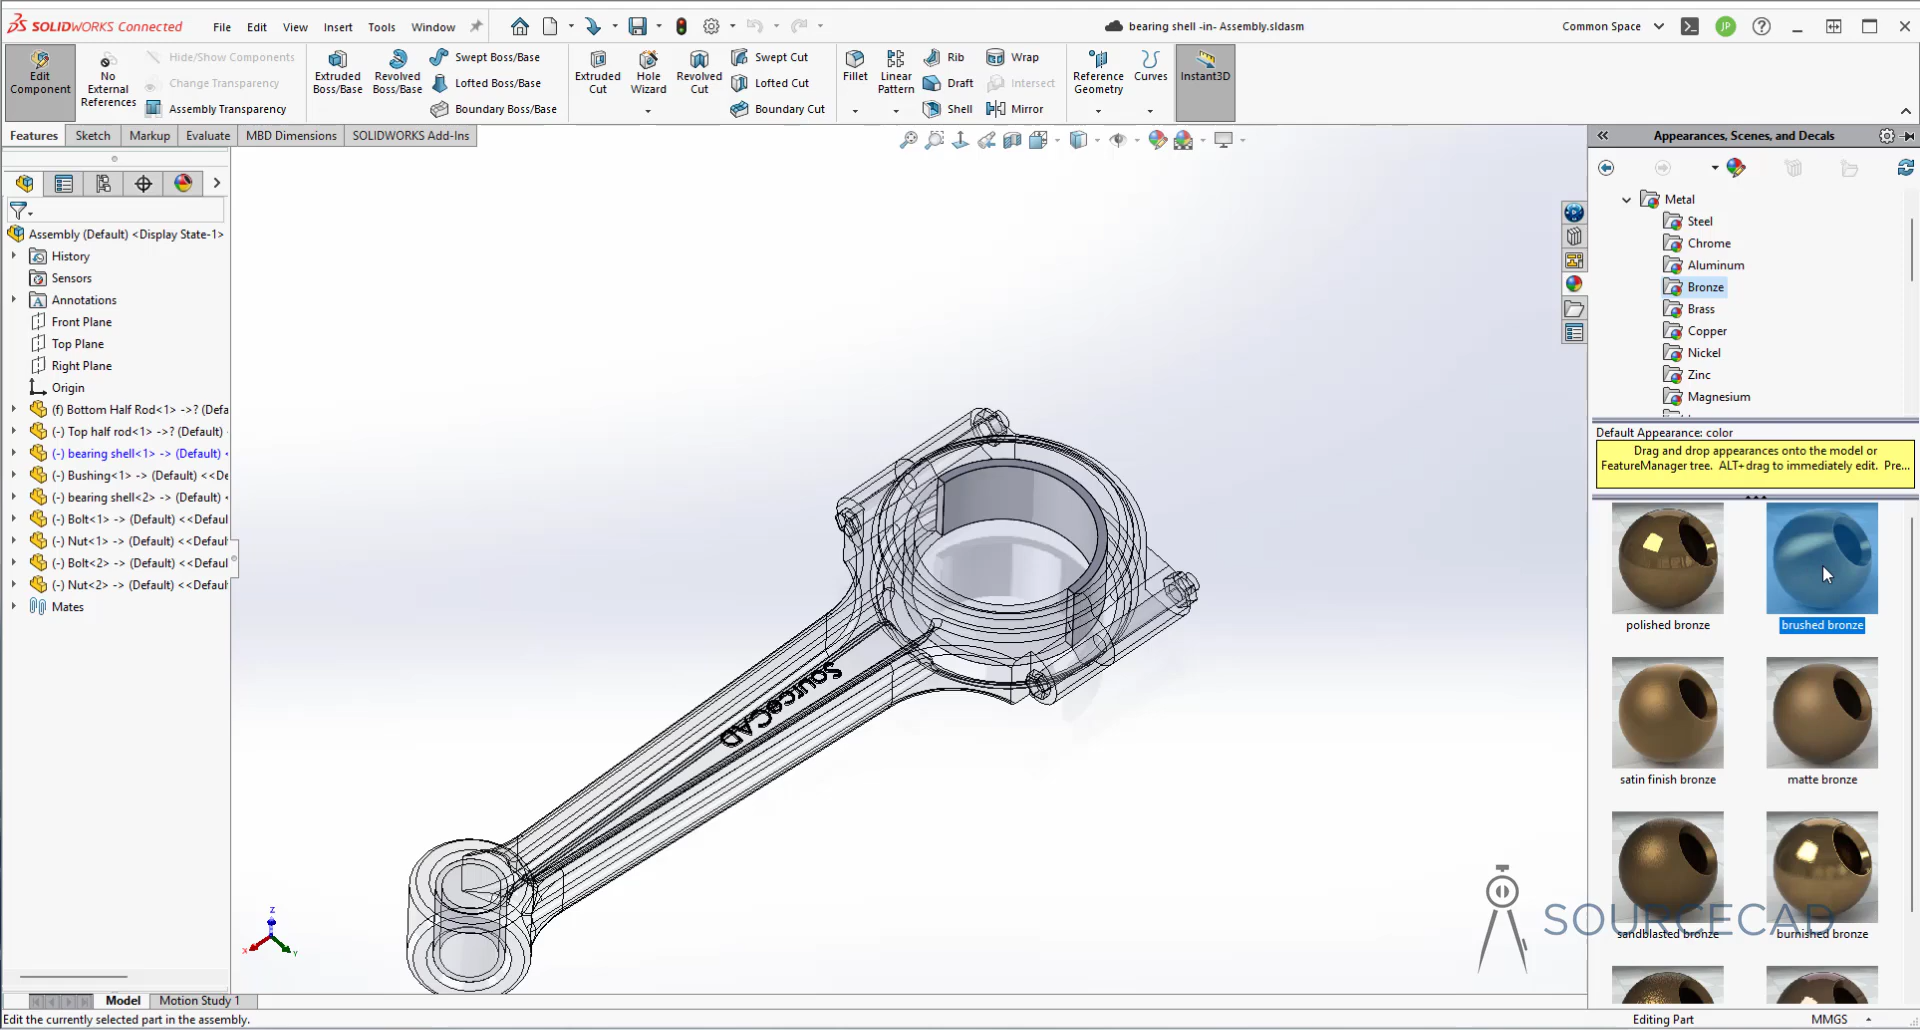 SOLIDWORKS Connected
File Edit View Insert Tools Window
bearing shell -in- Assembly.sldasm
Common Space
JP
Edit Component
No External References
Hide/Show Components
Change Transparency
Assembly Transparency
Extruded Boss/Base
Revolved Boss/Base
Swept Boss/Base
Lofted Boss/Base
Boundary Boss/Base
Extruded Cut
Hole Wizard
Revolved Cut
Swept Cut
Lofted Cut
Boundary Cut
Fillet
Linear Pattern
Rib
Draft
Shell
Wrap
Intersect
Mirror
Reference Geometry
Curves
Instant3D
Features Sketch Markup Evaluate MBD Dimensions SOLIDWORKS Add-Ins
Assembly (Default) <Display State-1>
History
Sensors
Annotations
Front Plane
Top Plane
Right Plane
Origin
(f) Bottom Half Rod<1> ->? (Defa
(-) Top half rod<1> ->? (Default)
(-) bearing shell<1> -> (Default) <
(-) Bushing<1> -> (Default) <<De
(-) bearing shell<2> -> (Default) <
(-) Bolt<1> -> (Default) <<Defaul
(-) Nut<1> -> (Default) <<Defaul
(-) Bolt<2> -> (Default) <<Defaul
(-) Nut<2> -> (Default) <<Defaul
Mates
SourceCAD
Z
X
Y
Appearances, Scenes, and Decals
Metal
Steel
Chrome
Aluminum
Bronze
Brass
Copper
Nickel
Zinc
Magnesium
Default Appearance: color
Drag and drop appearances onto the model or
FeatureManager tree. ALT+drag to immediately edit. Pre...
polished bronze
brushed bronze
satin finish bronze
matte bronze
sandblasted bronze
burnished bronze
SOURCECAD
Model Motion Study 1
Edit the currently selected part in the assembly.
Editing Part
MMGS